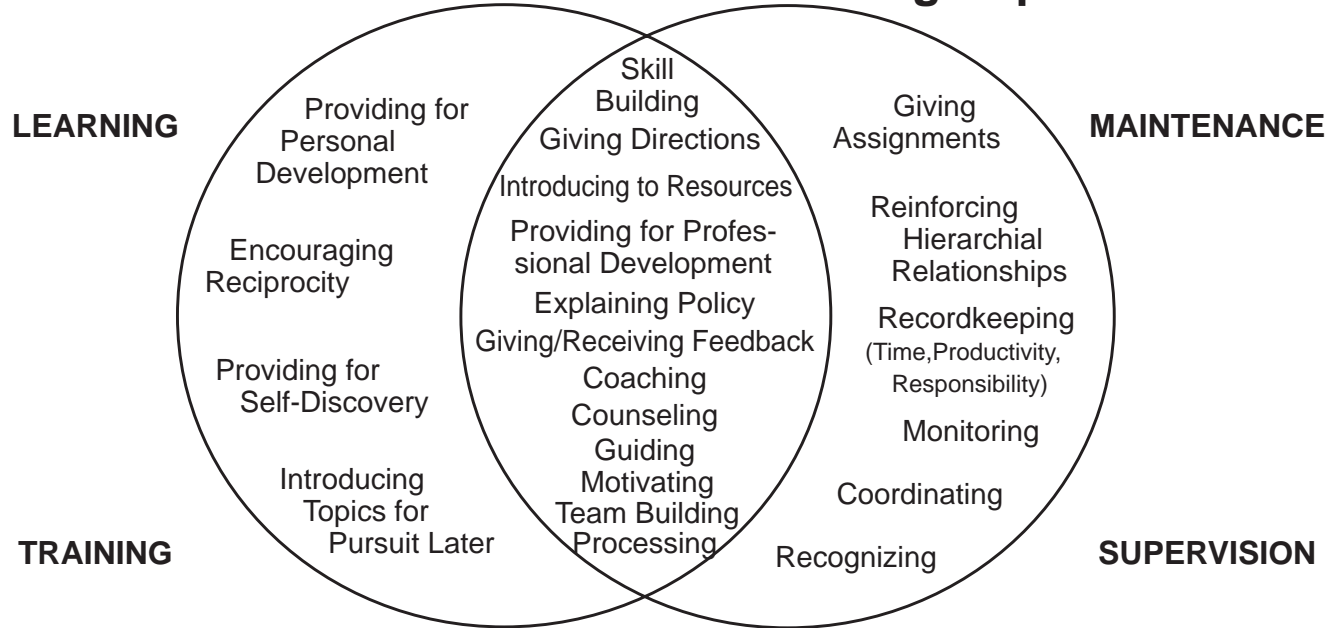 LEARNING
Providing for
Personal
Development
Encouraging
Reciprocity
Providing for
Self-Discovery
Introducing
Topics for
Pursuit Later
TRAINING
Skill
Building
Giving Directions
Introducing to Resources
Providing for Profes-
sional Development
Explaining Policy
Giving/Receiving Feedback
Coaching
Counseling
Guiding
Motivating
Team Building
Processing
Giving
Assignments
Reinforcing
Hierarchial
Relationships
Recordkeeping
(Time,Productivity,
Responsibility)
Monitoring
Coordinating
Recognizing
MAINTENANCE
SUPERVISION